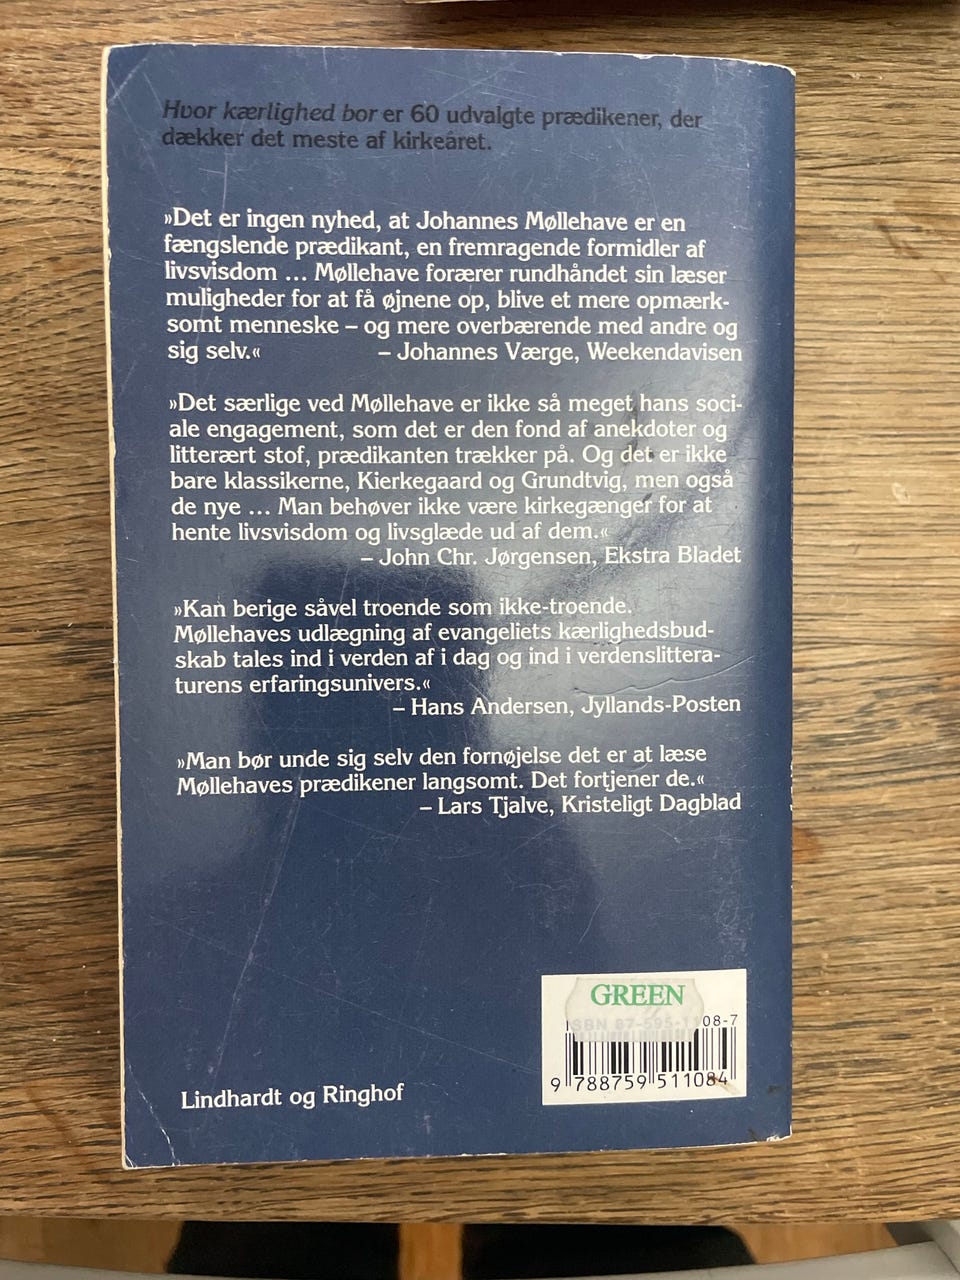 Hvor kærlighed bor er 60 udvalgte prædikener, der
dækker det meste af kirkeåret.
»Det er ingen nyhed, at Johannes Møllehave er en
fængslende prædikant, en fremragende formidler af
livsvisdom ... Møllehave forærer rundhåndet sin læser
muligheder for at få øjnene op, blive et mere opmærk-
somt menneske – og mere overbærende med andre og
sig selv.« – Johannes Værge, Weekendavisen
»Det særlige ved Møllehave er ikke så meget hans soci-
ale engagement, som det er den fond af anekdoter og
litterært stof, prædikanten trækker på. Og det er ikke
bare klassikerne, Kierkegaard og Grundtvig, men også
de nye ... Man behøver ikke være kirkegænger for at
hente livsvisdom og livsglæde ud af dem.«
– John Chr. Jørgensen, Ekstra Bladet
»Kan berige såvel troende som ikke-troende.
Møllehaves udlægning af evangeliets kærlighedsbud-
skab tales ind i verden af i dag og ind i verdenslittera-
turens erfaringsunivers.«
– Hans Andersen, Jyllands-Posten
»Man bør unde sig selv den fornøjelse det er at læse
Møllehaves prædikener langsomt. Det fortjener de.«
– Lars Tjalve, Kristeligt Dagblad
GREEN
ISBN 87-595-1108-7
9 788759 511084
Lindhardt og Ringhof